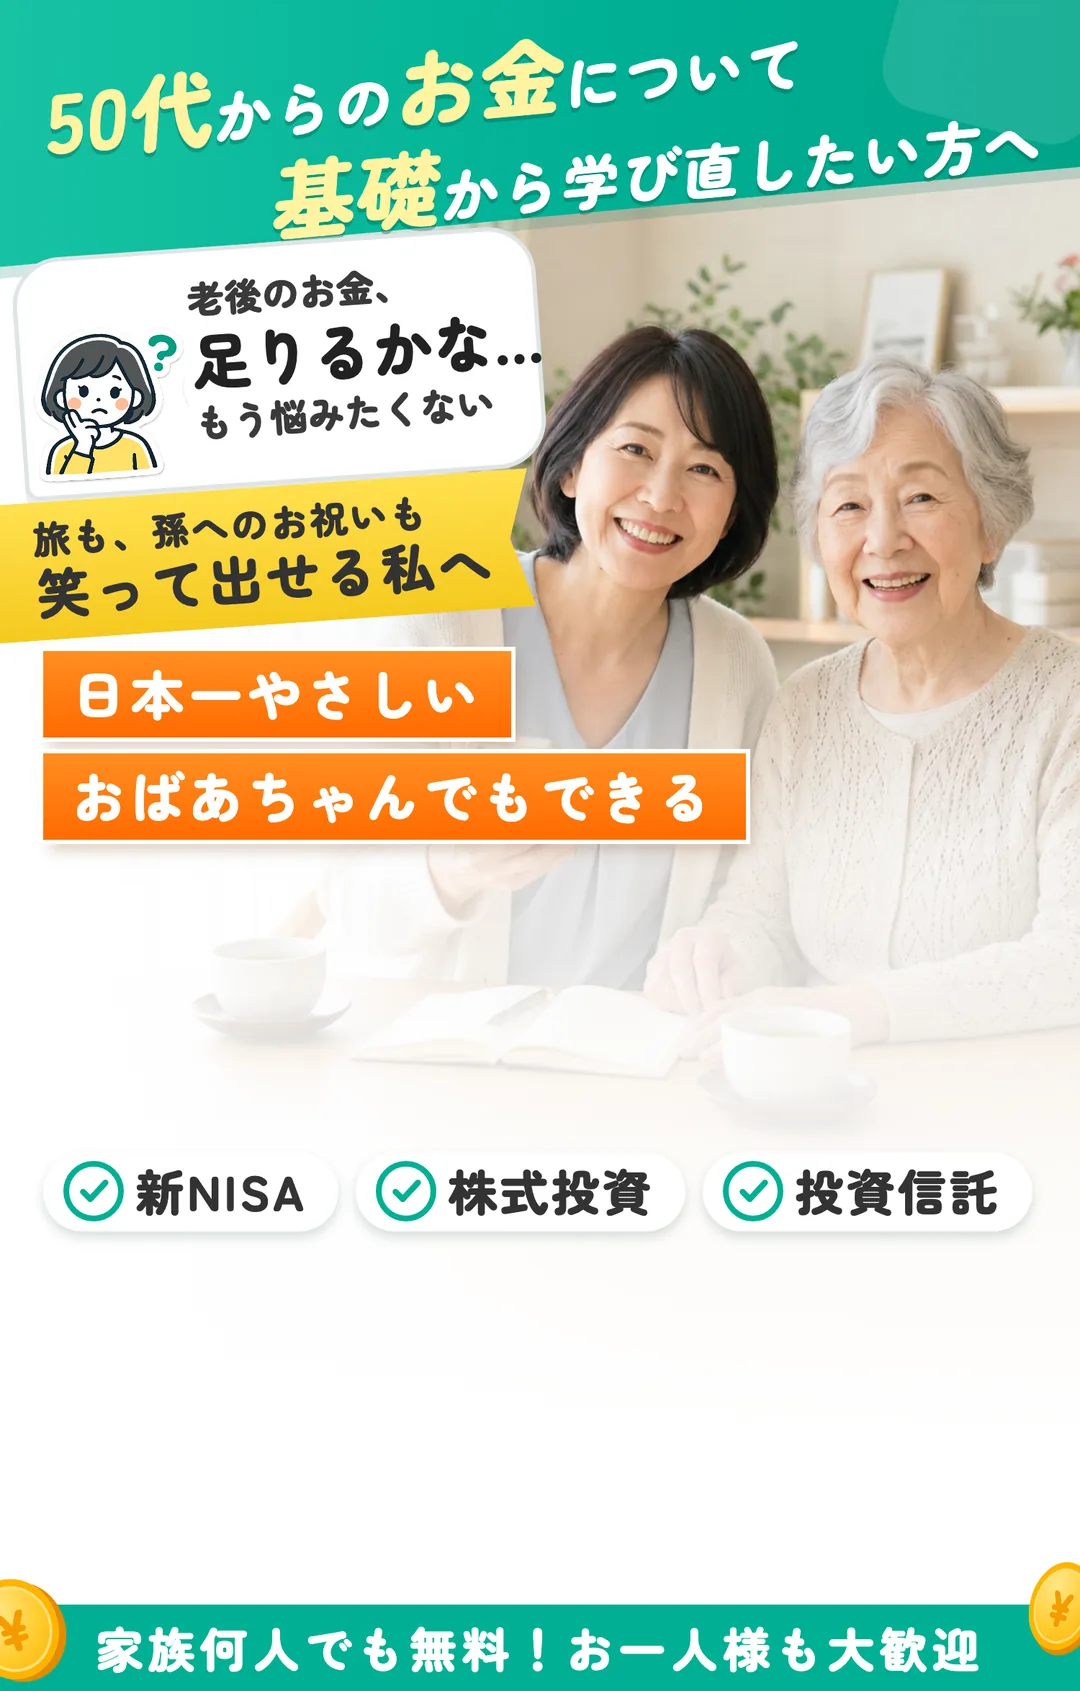 50代からのお金について
基礎から学び直したい方へ
老後のお金、
?
足りるかな…
もう悩みたくない
旅も、孫へのお祝いも
笑って出せる私へ
日本一やさしい
おばあちゃんでもできる
新NISA
株式投資
投資信託
¥
¥
家族何人でも無料！お一人様も大歓迎